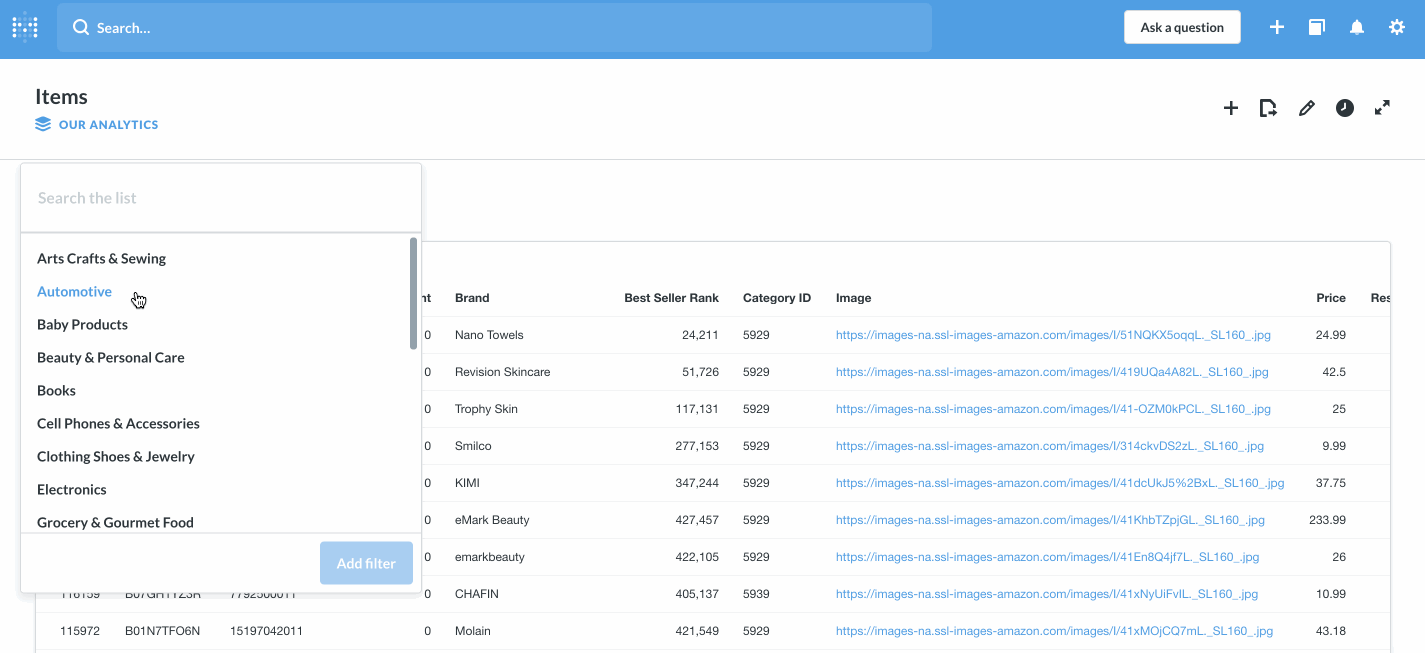 Search...
Ask a question
Items
OUR ANALYTICS
Search the list
Arts Crafts & Sewing
Automotive
Baby Products
Beauty & Personal Care
Books
Cell Phones & Accessories
Clothing Shoes & Jewelry
Electronics
Grocery & Gourmet Food
Add filter
nt Brand Best Seller Rank Category ID Image Price Res
0 Nano Towels 24,211 5929 https://images-na.ssl-images-amazon.com/images/I/51NQKX5oqqL._SL160_.jpg 24.99
0 Revision Skincare 51,726 5929 https://images-na.ssl-images-amazon.com/images/I/419UQa4A82L._SL160_.jpg 42.5
0 Trophy Skin 117,131 5929 https://images-na.ssl-images-amazon.com/images/I/41-OZM0kPCL._SL160_.jpg 25
0 Smilco 277,153 5929 https://images-na.ssl-images-amazon.com/images/I/314ckvDS2zL._SL160_.jpg 9.99
0 KIMI 347,244 5929 https://images-na.ssl-images-amazon.com/images/I/41dcUkJ5%2BxL._SL160_.jpg 37.75
0 eMark Beauty 427,457 5929 https://images-na.ssl-images-amazon.com/images/I/41KhbTZpjGL._SL160_.jpg 233.99
0 emarkbeauty 422,105 5929 https://images-na.ssl-images-amazon.com/images/I/41En8Q4jf7L._SL160_.jpg 26
0 CHAFIN 405,137 5939 https://images-na.ssl-images-amazon.com/images/I/41xNyUiFvIL._SL160_.jpg 10.99
115972 B01N7TFO6N 15197042011 0 Molain 421,549 5929 https://images-na.ssl-images-amazon.com/images/I/41xMOjCQ7mL._SL160_.jpg 43.18